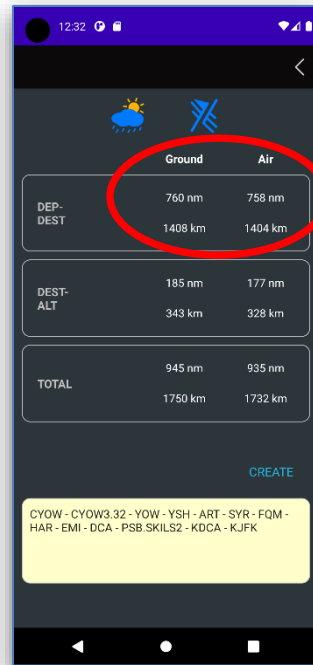 12:32
Ground Air
DEP-
DEST
760 nm 758 nm
1408 km 1404 km
DEST-
ALT
185 nm 177 nm
343 km 328 km
TOTAL
945 nm 935 nm
1750 km 1732 km
CREATE
CYOW - CYOW3.32 - YOW - YSH - ART - SYR - FQM -
HAR - EMI - DCA - PSB.SKILS2 - KDCA - KJFK